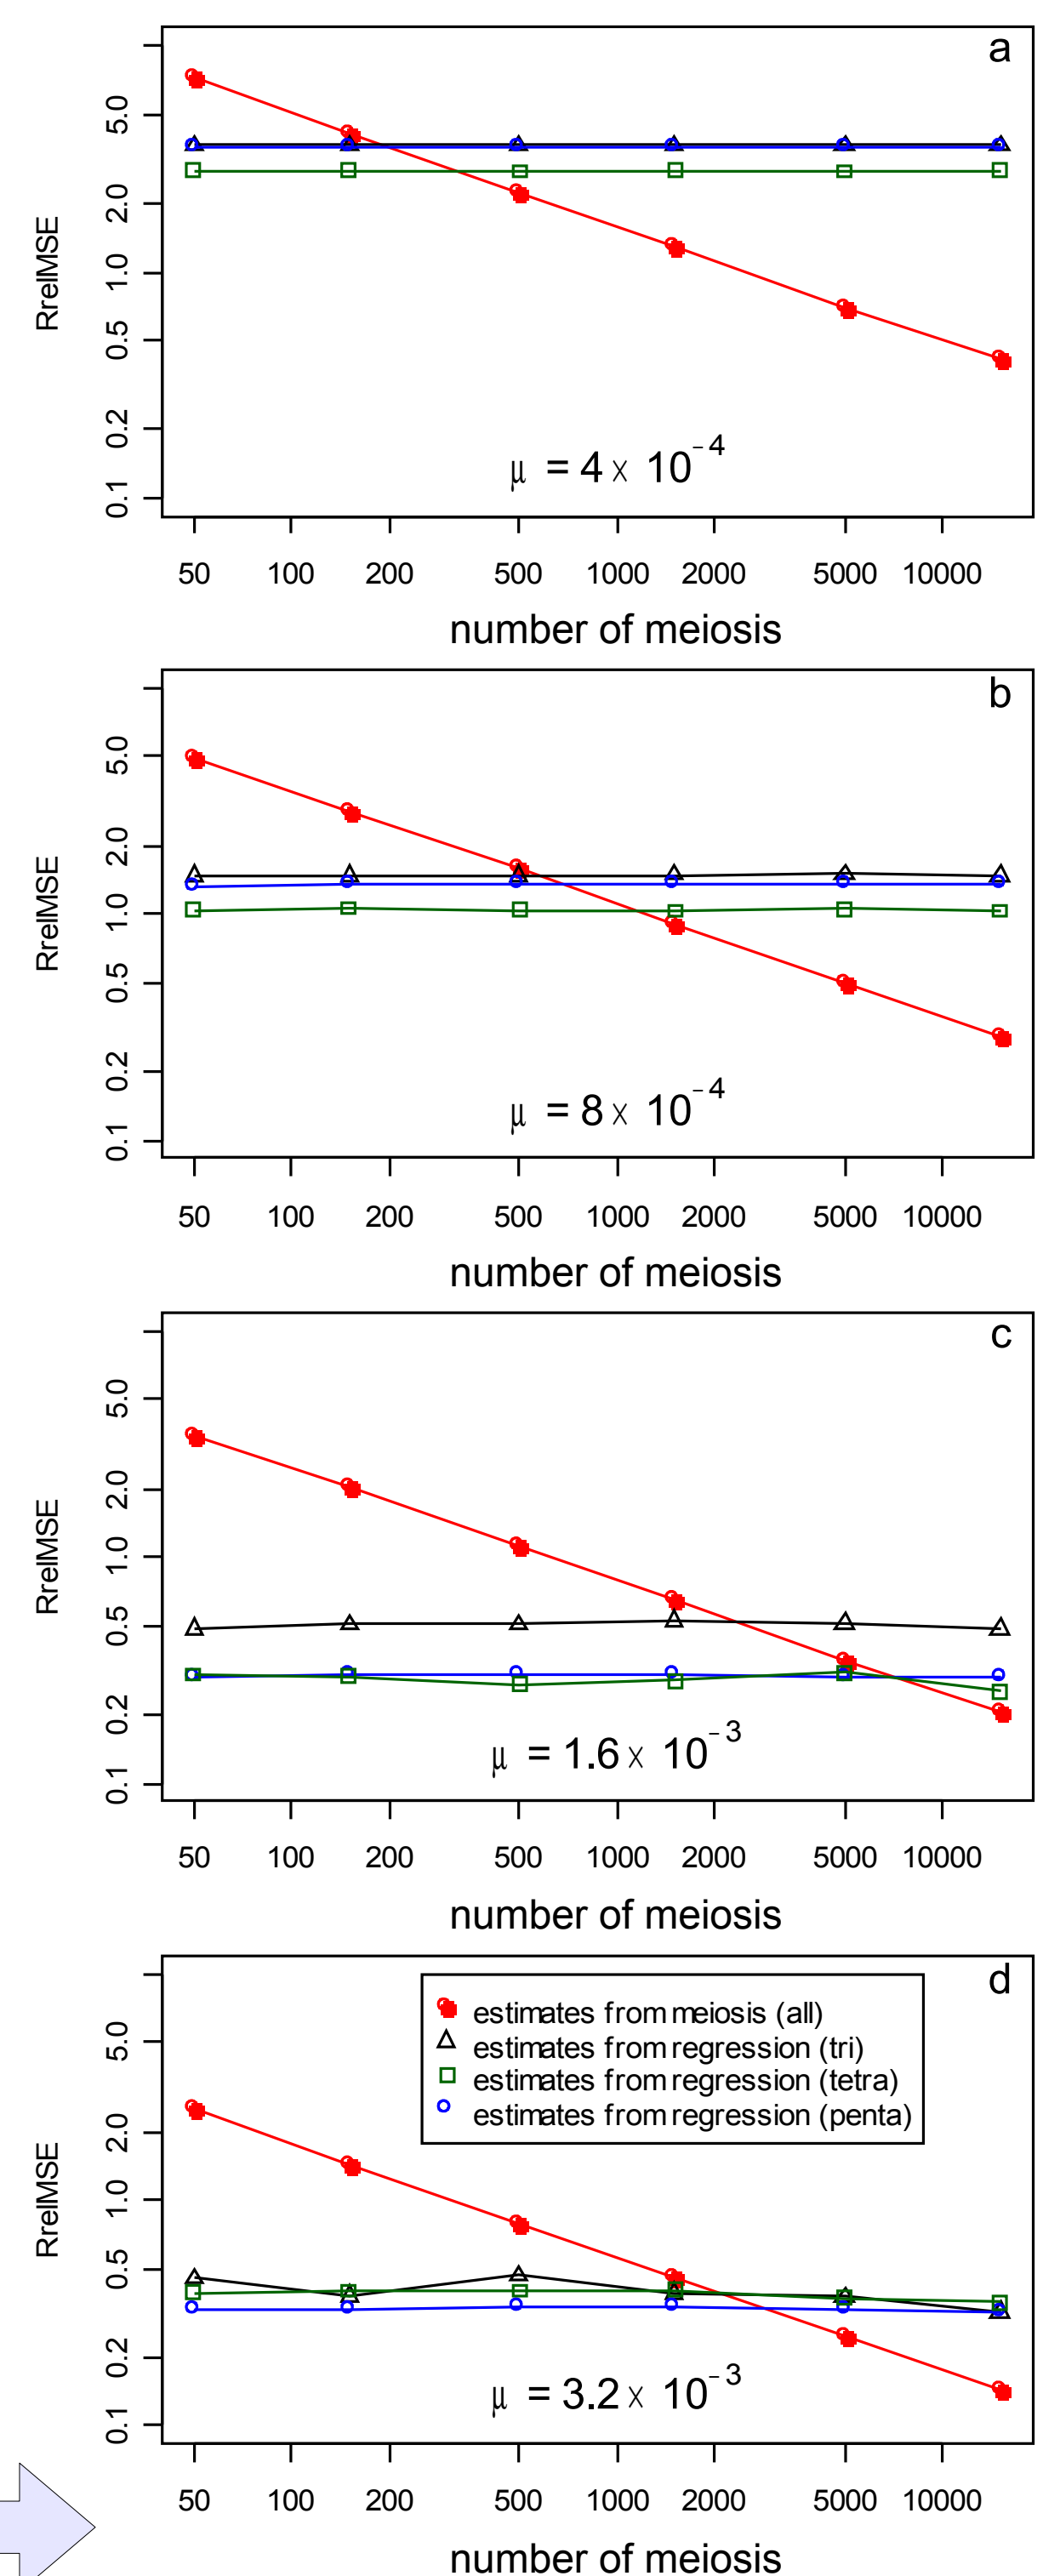 a
RrelMSE
5.0
2.0
1.0
0.5
0.2
0.1
μ = 4 × 10⁻⁴
50 100 200 500 1000 2000 5000 10000
number of meiosis
b
RrelMSE
5.0
2.0
1.0
0.5
0.2
0.1
μ = 8 × 10⁻⁴
50 100 200 500 1000 2000 5000 10000
number of meiosis
c
RrelMSE
5.0
2.0
1.0
0.5
0.2
0.1
μ = 1.6 × 10⁻³
50 100 200 500 1000 2000 5000 10000
number of meiosis
d
estimates from meiosis (all)
estimates from regression (tri)
estimates from regression (tetra)
estimates from regression (penta)
RrelMSE
5.0
2.0
1.0
0.5
0.2
0.1
μ = 3.2 × 10⁻³
50 100 200 500 1000 2000 5000 10000
number of meiosis